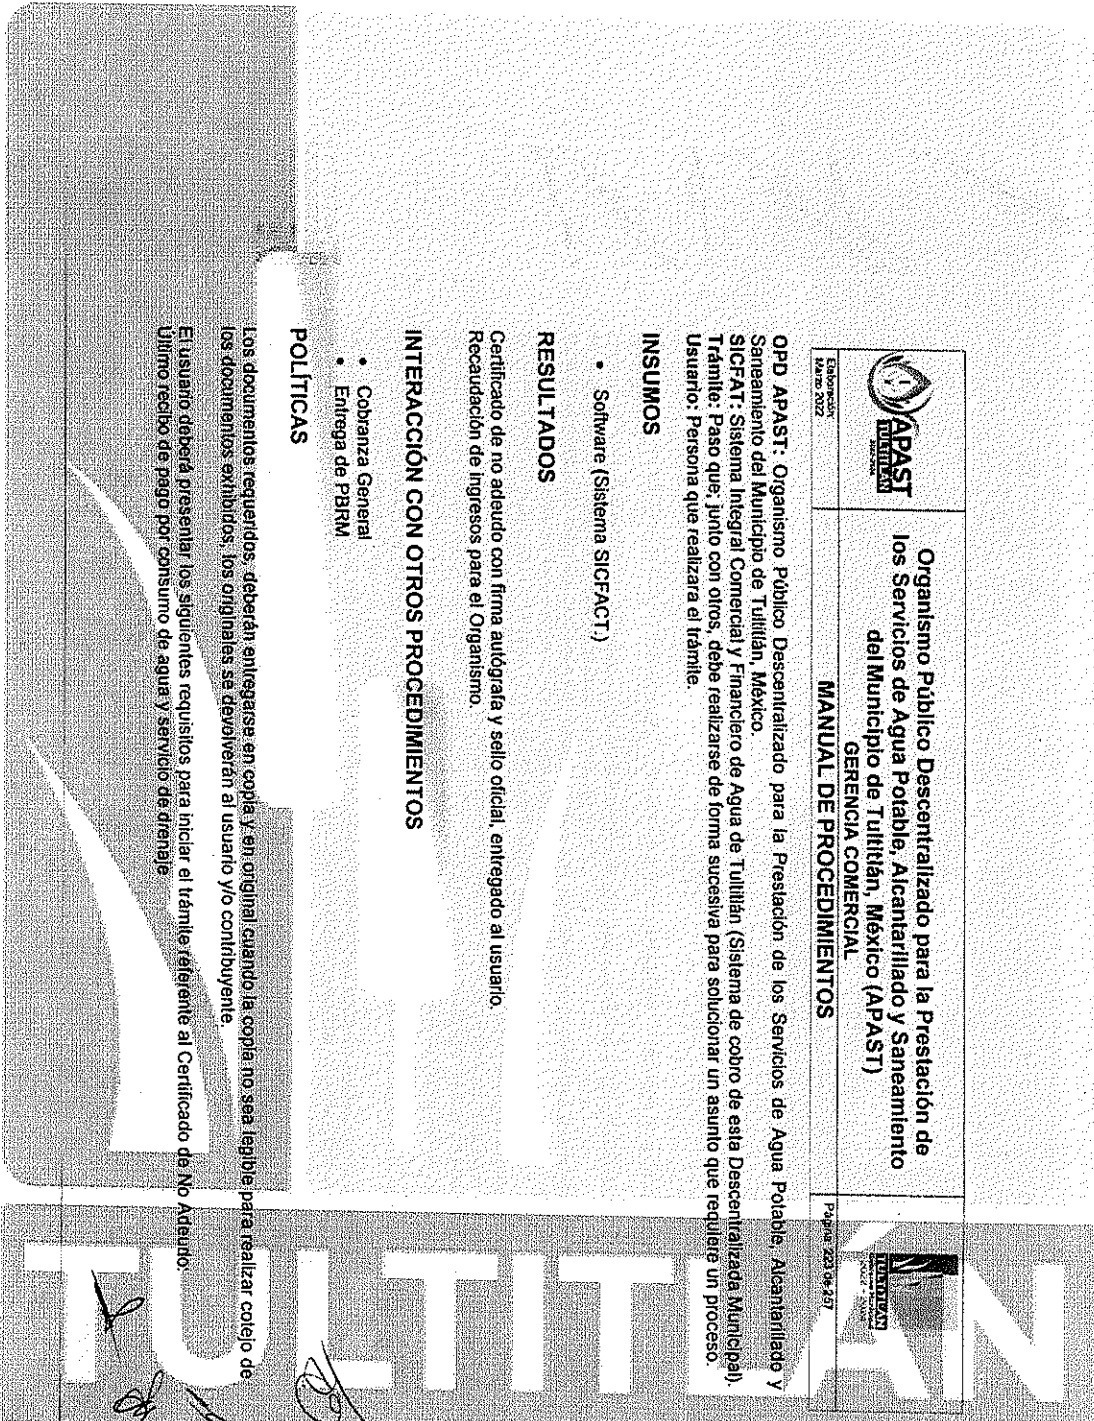 APAST
TULTITLÁN
Organismo Público Descentralizado para la Prestación de
los Servicios de Agua Potable, Alcantarillado y Saneamiento
del Municipio de Tultitlán, México (APAST)
GERENCIA COMERCIAL
TULTITLÁN
Elaboración:
Marzo 2022
MANUAL DE PROCEDIMIENTOS
Página: 223 de 257
OPD APAST: Organismo Público Descentralizado para la Prestación de los Servicios de Agua Potable, Alcantarillado y
Saneamiento del Municipio de Tultitlán, México.
SICFAT: Sistema Integral Comercial y Financiero de Agua de Tultitlán (Sistema de cobro de esta Descentralizada Municipal).
Trámite: Paso que, junto con otros, debe realizarse de forma sucesiva para solucionar un asunto que requiere un proceso.
Usuario: Persona que realizara el trámite.
INSUMOS
• Software (Sistema SICFACT.)
RESULTADOS
Certificado de no adeudo con firma autógrafa y sello oficial, entregado al usuario.
Recaudación de Ingresos para el Organismo.
INTERACCIÓN CON OTROS PROCEDIMIENTOS
• Cobranza General
• Entrega de PBRM
POLÍTICAS
Los documentos requeridos, deberán entregarse en copia y en original cuando la copia no sea legible para realizar cotejo de
los documentos exhibidos, los originales se devolverán al usuario y/o contribuyente.
El usuario deberá presentar los siguientes requisitos para iniciar el trámite referente al Certificado de No Adeudo:
Último recibo de pago por consumo de agua y servicio de drenaje
TULTITLÁN